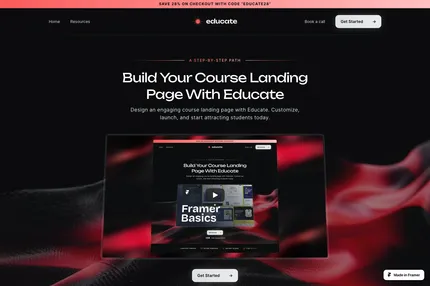 SAVE 28% ON CHECKOUT WITH CODE "EDUCATE28"
Home
Resources
educate
Book a call
Get Started →
A STEP-BY-STEP PATH
Build Your Course Landing
Page With Educate
Design an engaging course landing page with Educate. Customize,
launch, and start attracting students today.
educate
Build Your Course Landing
Page With Educate
Framer
Basics
Get Started →
Made in Framer